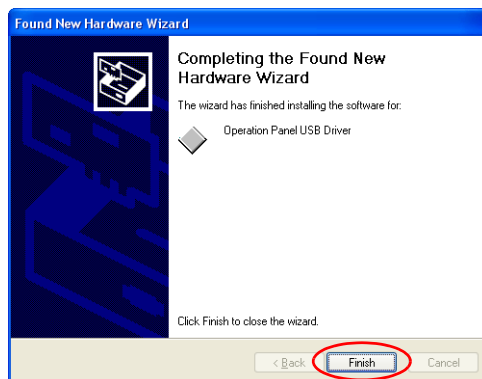 Found New Hardware Wizard
Completing the Found New
Hardware Wizard
The wizard has finished installing the software for:
Operation Panel USB Driver
Click Finish to close the wizard.
< Back Finish Cancel